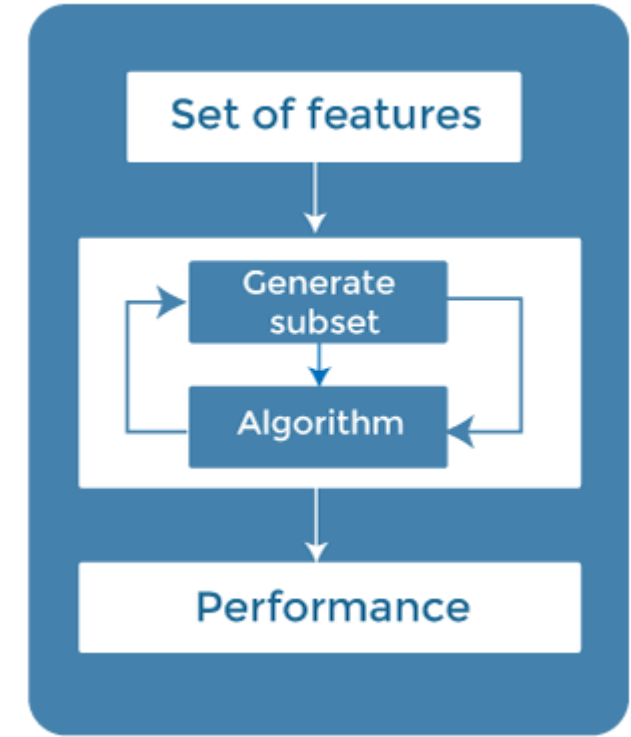 Set of features
Generate
subset
Algorithm
Performance